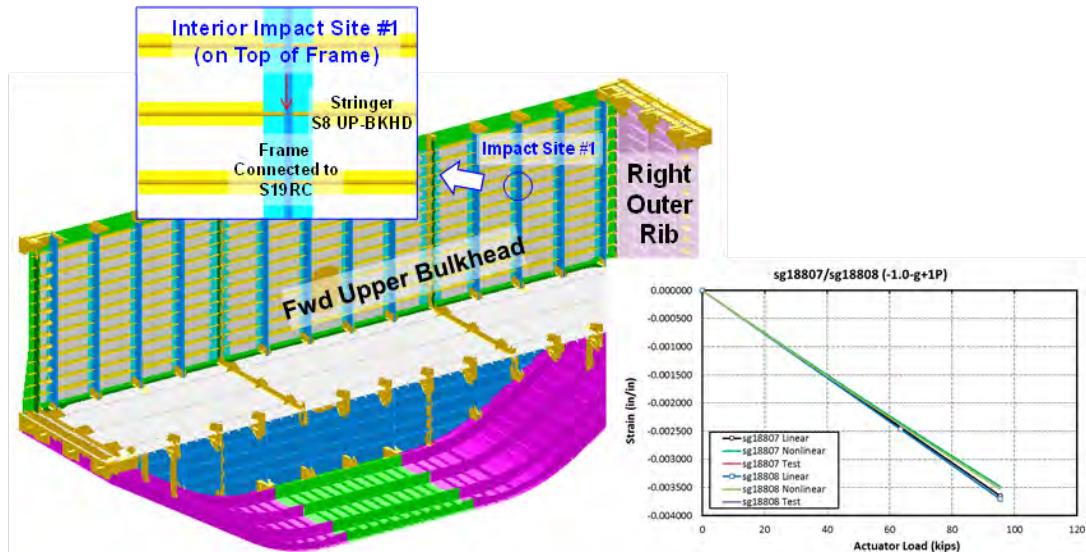 Interior Impact Site #1
(on Top of Frame)
Stringer
S8 UP-BKHD
Frame
Connected to
S19RC
Impact Site #1
Right
Outer
Rib
Fwd Upper Bulkhead
sg18807/sg18808 (-1.0-g+1P)
0.000000
-0.000500
-0.001000
-0.001500
-0.002000
-0.002500
-0.003000
-0.003500
-0.004000
Strain (in/in)
sg18807 Linear
sg18807 Nonlinear
sg18807 Test
sg18808 Linear
sg18808 Nonlinear
sg18808 Test
0 20 40 60 80 100 120
Actuator Load (kips)